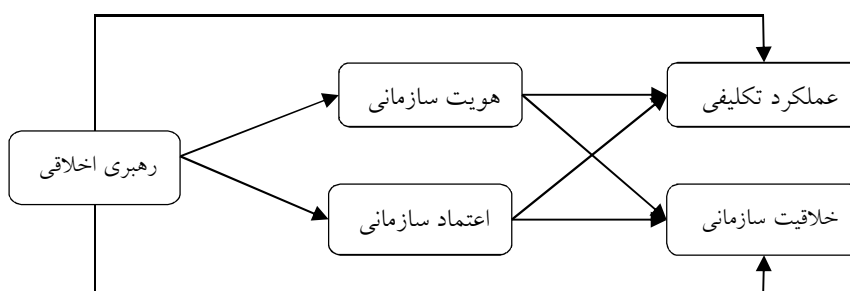 هویت سازمانی
عملکرد تکلیفی
رهبری اخلاقی
اعتماد سازمانی
خلاقیت سازمانی